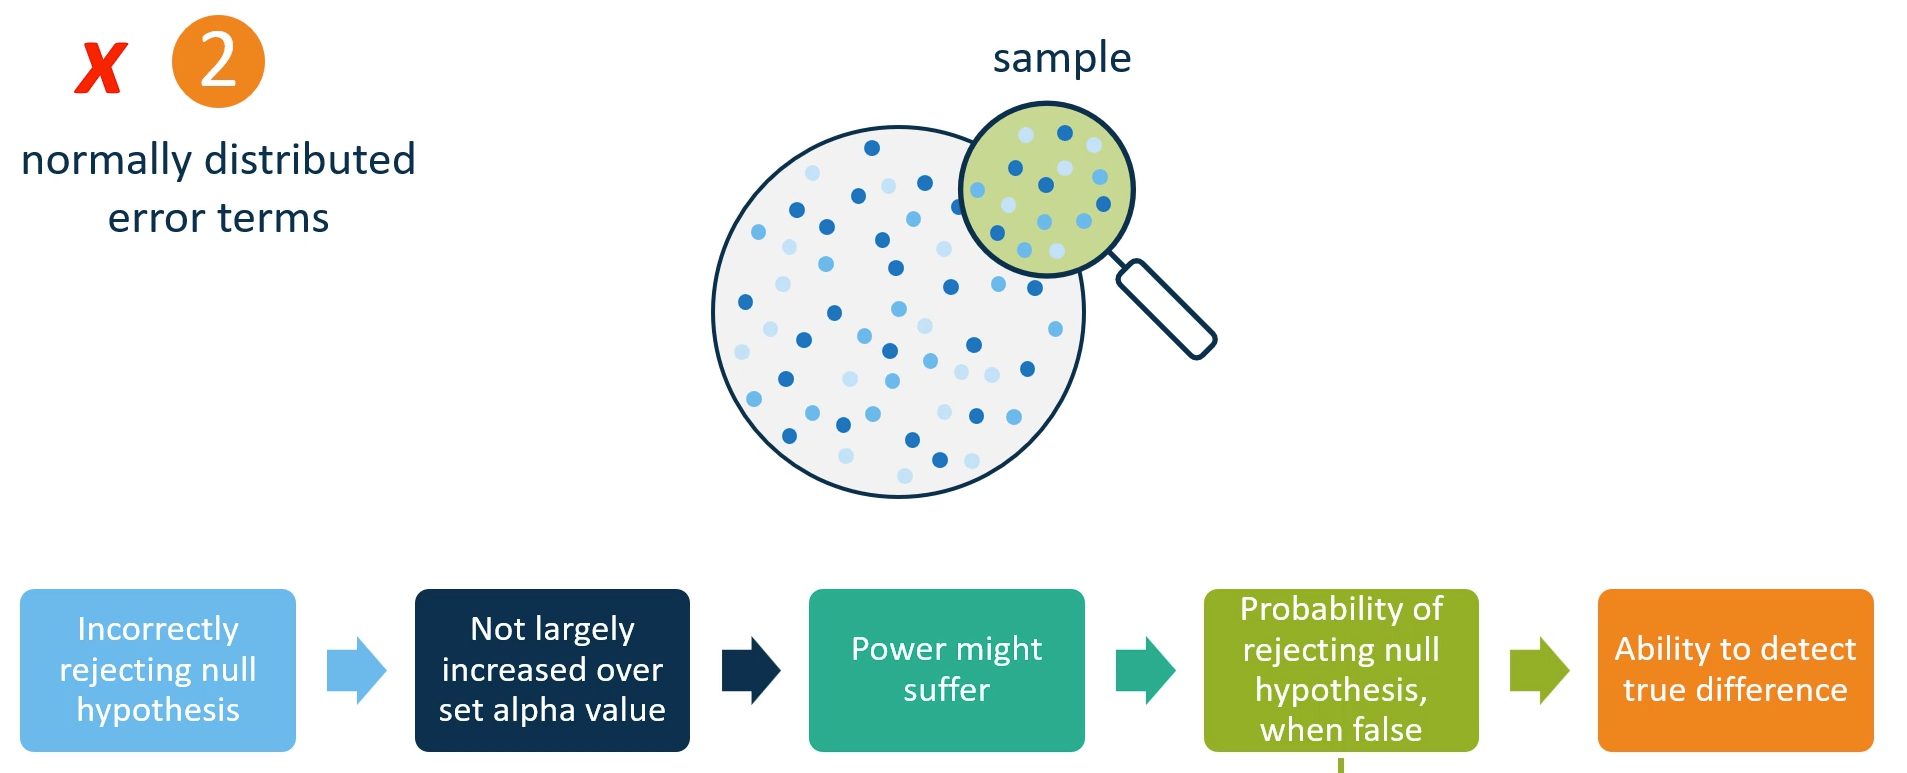 x 2
normally distributed
error terms
sample
Incorrectly
rejecting null
hypothesis
Not largely
increased over
set alpha value
Power might
suffer
Probability of
rejecting null
hypothesis,
when false
Ability to detect
true difference